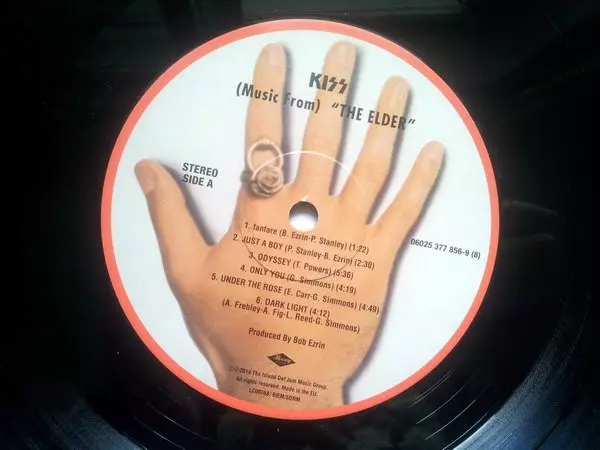 KISS
(Music From) "THE ELDER"
STEREO
SIDE A
1. fanfare (B. Ezrin-P. Stanley) (1:22)
2. JUST A BOY (P. Stanley-B. Ezrin) (2:30)
3. ODYSSEY (T. Powers) (5:36)
4. ONLY YOU (G. Simmons) (4:19)
5. UNDER THE ROSE (E. Carr-G. Simmons) (4:49)
6. DARK LIGHT (4:12)
(A. Frehley-A. Fig-L. Reed-G. Simmons)
06025 377 856-9 (8)
Produced By Bob Ezrin
2014 The Island Def Jam Music Group.
All rights reserved. Made in the EU.